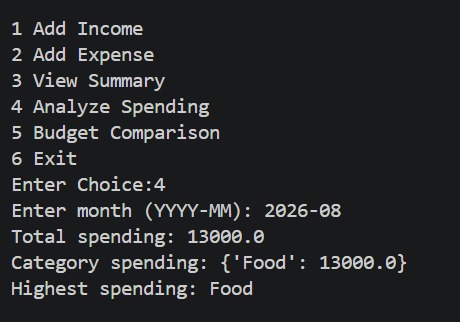 1 Add Income
2 Add Expense
3 View Summary
4 Analyze Spending
5 Budget Comparison
6 Exit
Enter Choice:4
Enter month (YYYY-MM): 2026-08
Total spending: 13000.0
Category spending: {'Food': 13000.0}
Highest spending: Food